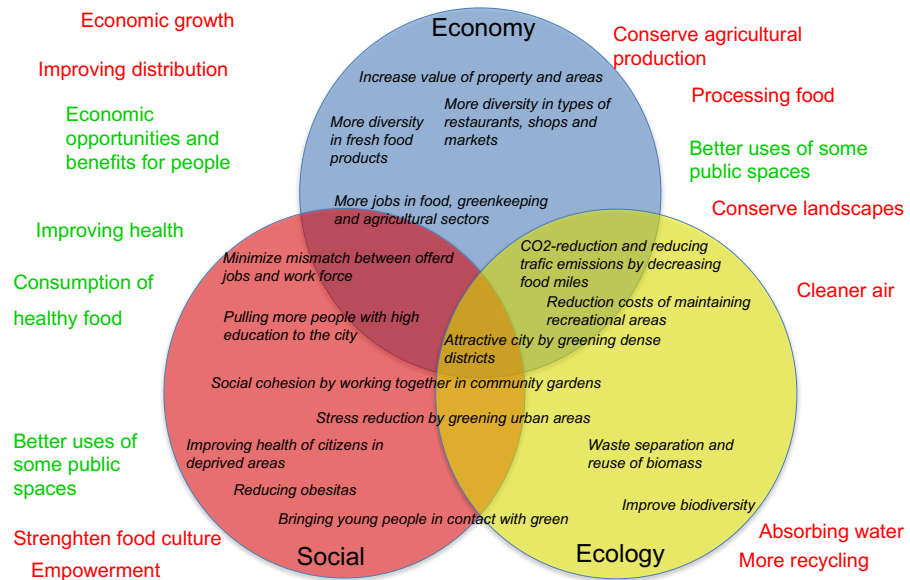 Economic growth
Economy
Conserve agricultural
production
Improving distribution
Increase value of property and areas
Processing food
Economic
opportunities and
benefits for people
More diversity
in fresh food
products
More diversity in types of
restaurants, shops and
markets
Better uses of some
public spaces
More jobs in food, greenkeeping
and agricultural sectors
Conserve landscapes
Improving health
Minimize mismatch between offerd
jobs and work force
CO2-reduction and reducing
trafic emissions by decreasing
food miles
Consumption of
healthy food
Cleaner air
Reduction costs of maintaining
recreational areas
Pulling more people with high
education to the city
Attractive city by greening dense
districts
Social cohesion by working together in community gardens
Stress reduction by greening urban areas
Better uses of
some public
spaces
Improving health of citizens in
deprived areas
Waste separation and
reuse of biomass
Reducing obesitas
Improve biodiversity
Bringing young people in contact with green
Strenghten food culture
Absorbing water
Social
Ecology
More recycling
Empowerment